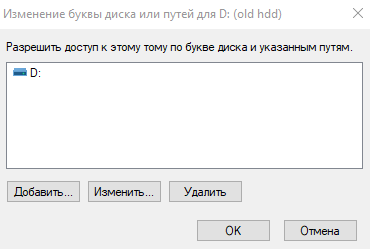 Изменение буквы диска или путей для D: (old hdd)
Разрешить доступ к этому тому по букве диска и указанным путям.
D:
Добавить... Изменить... Удалить
OK Отмена